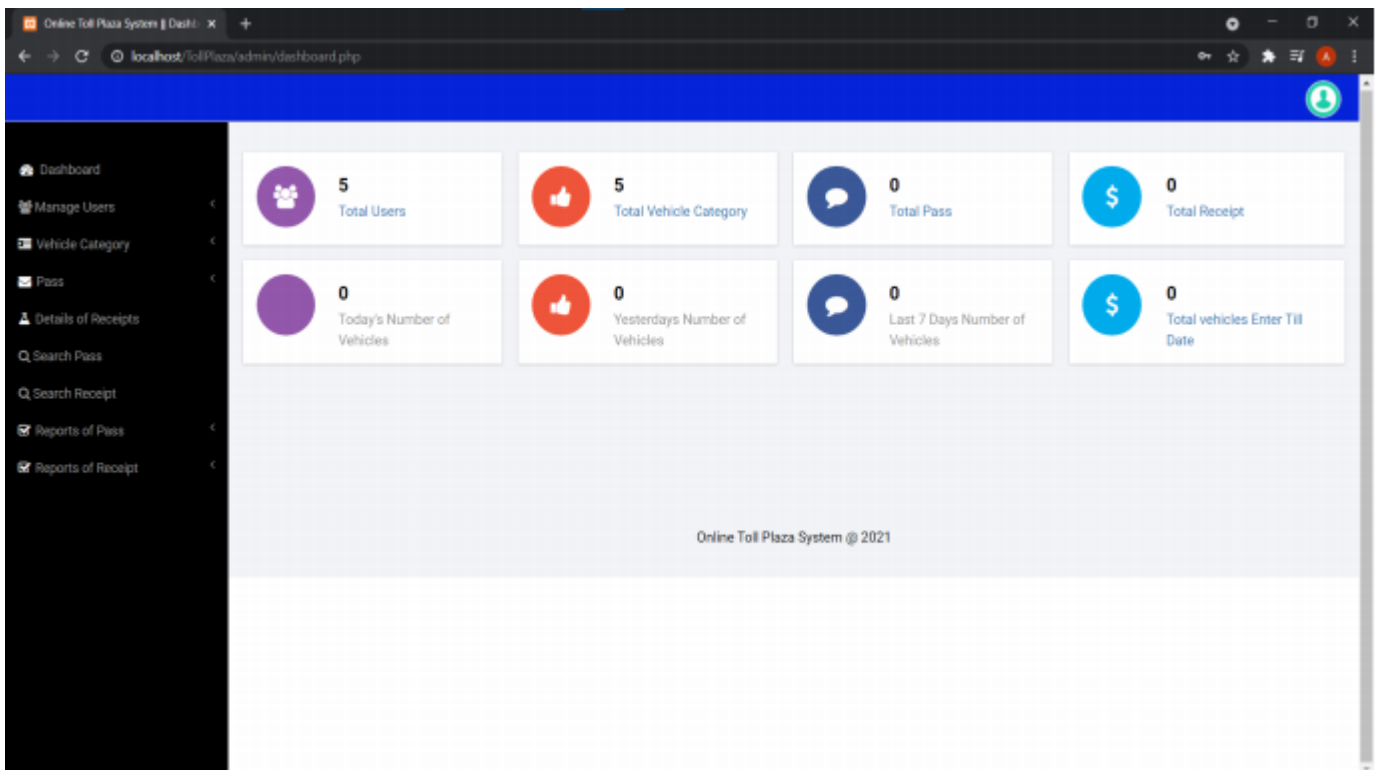 Online Toll Plaza System || Dashb
localhost/TollPlaza/admin/dashboard.php
A
Dashboard
Manage Users
Vehicle Category
Pass
Details of Receipts
Search Pass
Search Receipt
Reports of Pass
Reports of Receipt
5
Total Users
5
Total Vehicle Category
0
Total Pass
$
0
Total Receipt
0
Today's Number of
Vehicles
0
Yesterdays Number of
Vehicles
0
Last 7 Days Number of
Vehicles
$
0
Total vehicles Enter Till
Date
Online Toll Plaza System @ 2021